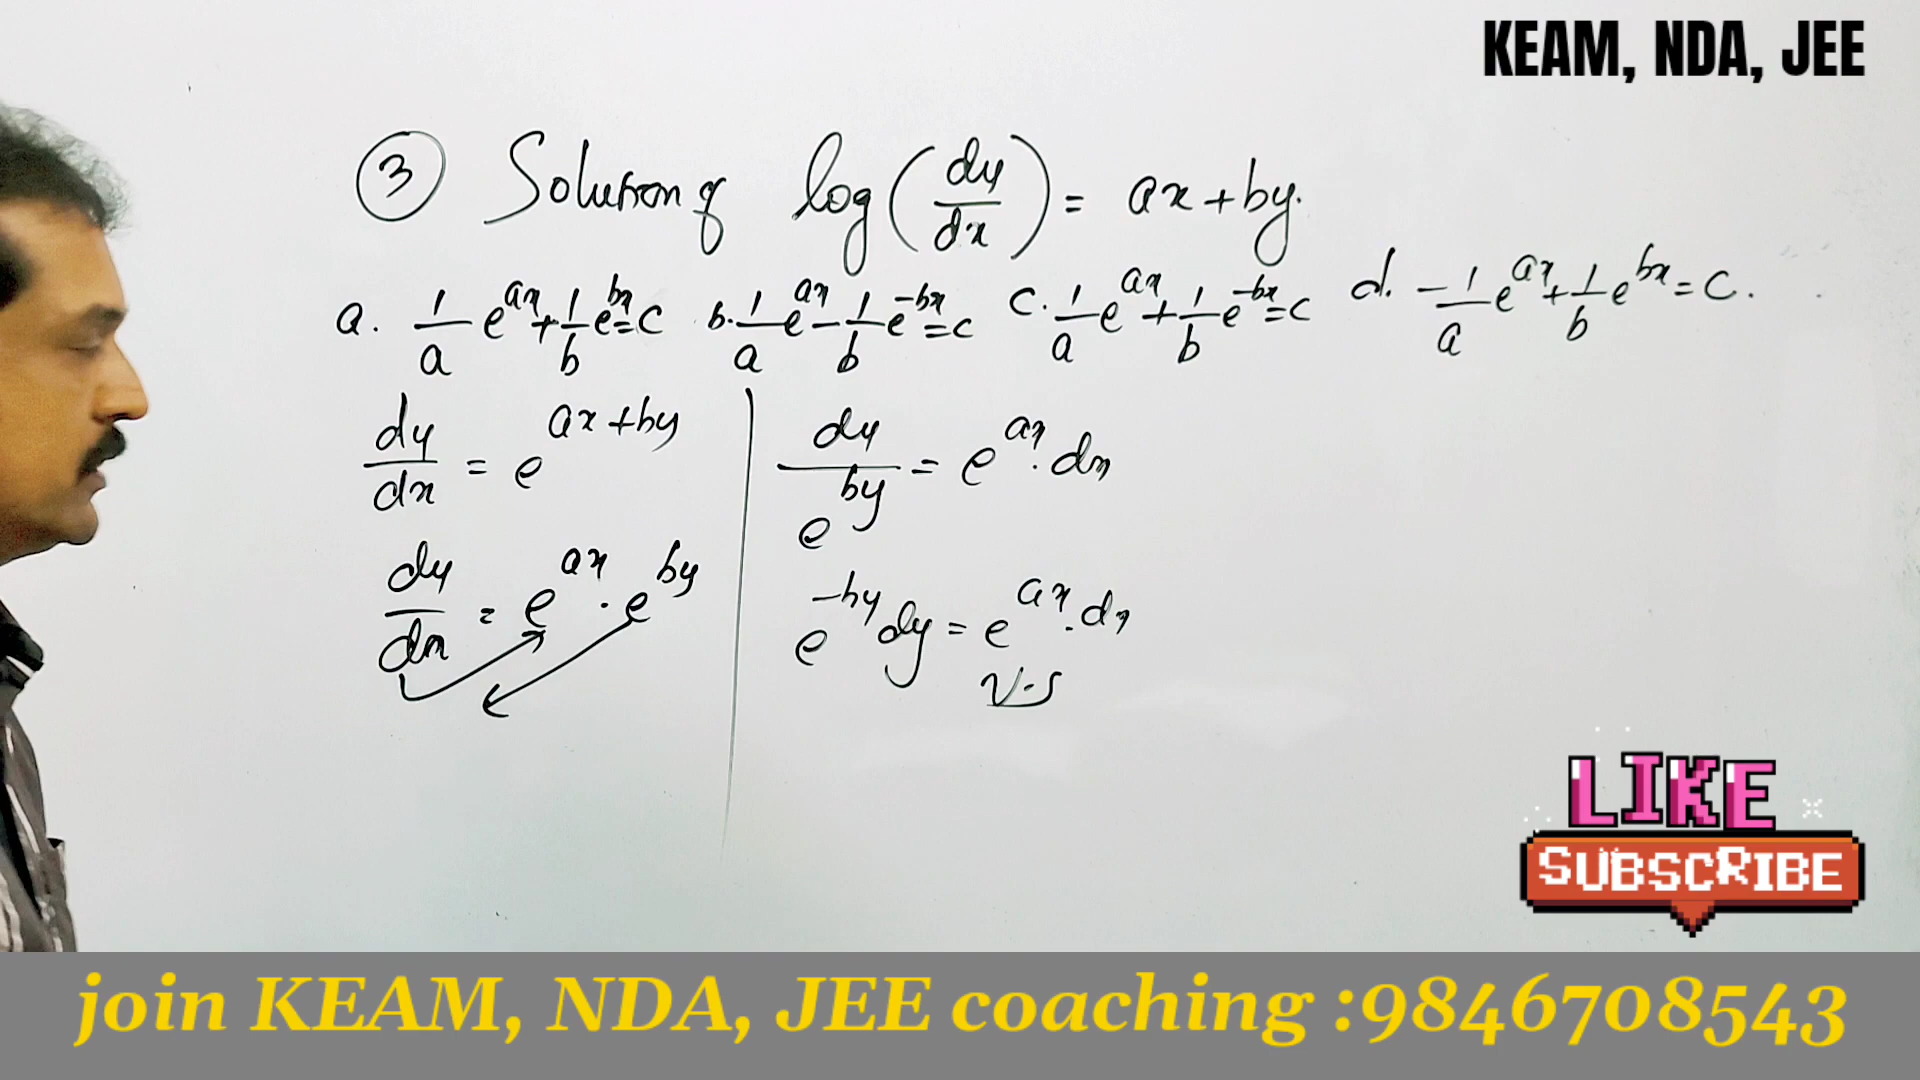 KEAM, NDA, JEE
③ Solution of log(dy/dx) = ax+by.
a. 1/a e^ax + 1/b e^bx = c b. 1/a e^ax - 1/b e^-bx = c c. 1/a e^ax + 1/b e^-bx = c d. -1/a e^ax + 1/b e^bx = c.
dy/dx = e^ax+by
dy/dx = e^ax . e^by
dy/e^by = e^ax . dx
e^-by dy = e^ax . dx
V.S
LIKE
SUBSCRIBE
join KEAM, NDA, JEE coaching :9846708543